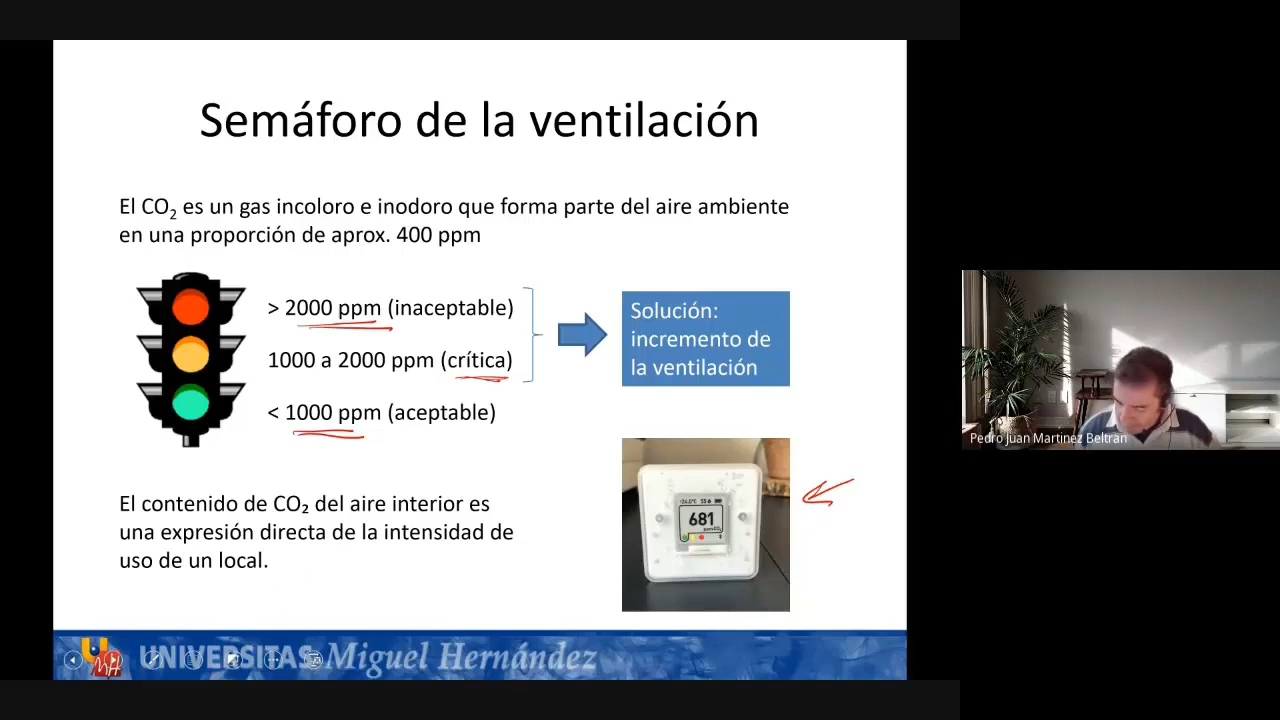 Semáforo de la ventilación
El CO₂ es un gas incoloro e inodoro que forma parte del aire ambiente
en una proporción de aprox. 400 ppm
> 2000 ppm (inaceptable)
1000 a 2000 ppm (crítica)
< 1000 ppm (aceptable)
Solución:
incremento de
la ventilación
El contenido de CO₂ del aire interior es
una expresión directa de la intensidad de
uso de un local.
681
Pedro Juan Martinez Beltran
UNIVERSITAS Miguel Hernández